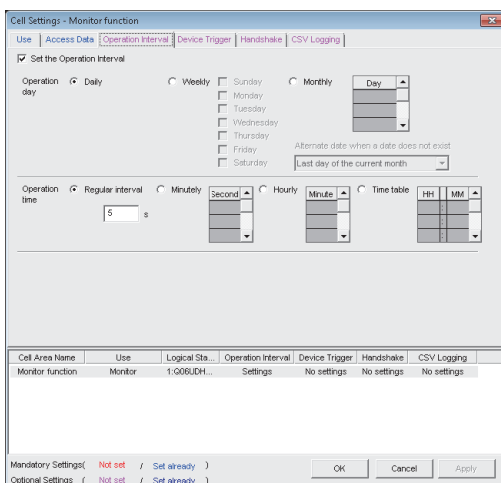 Cell Settings - Monitor function
Use Access Data Operation Interval Device Trigger Handshake CSV Logging
Set the Operation Interval
Operation day Daily Weekly Sunday Monthly Day
Monday
Tuesday
Wednesday
Thursday
Friday Alternate date when a date does not exist
Saturday Last day of the current month
Operation time Regular interval Minutely Second Hourly Minute Time table HH MM
5 s
Cell Area Name Use Logical Sta... Operation Interval Device Trigger Handshake CSV Logging
Monitor function Monitor 1:Q06UDH... Settings No settings No settings No settings
Mandatory Settings( Not set / Set already ) OK Cancel Apply
Optional Settings ( Not set / Set already )